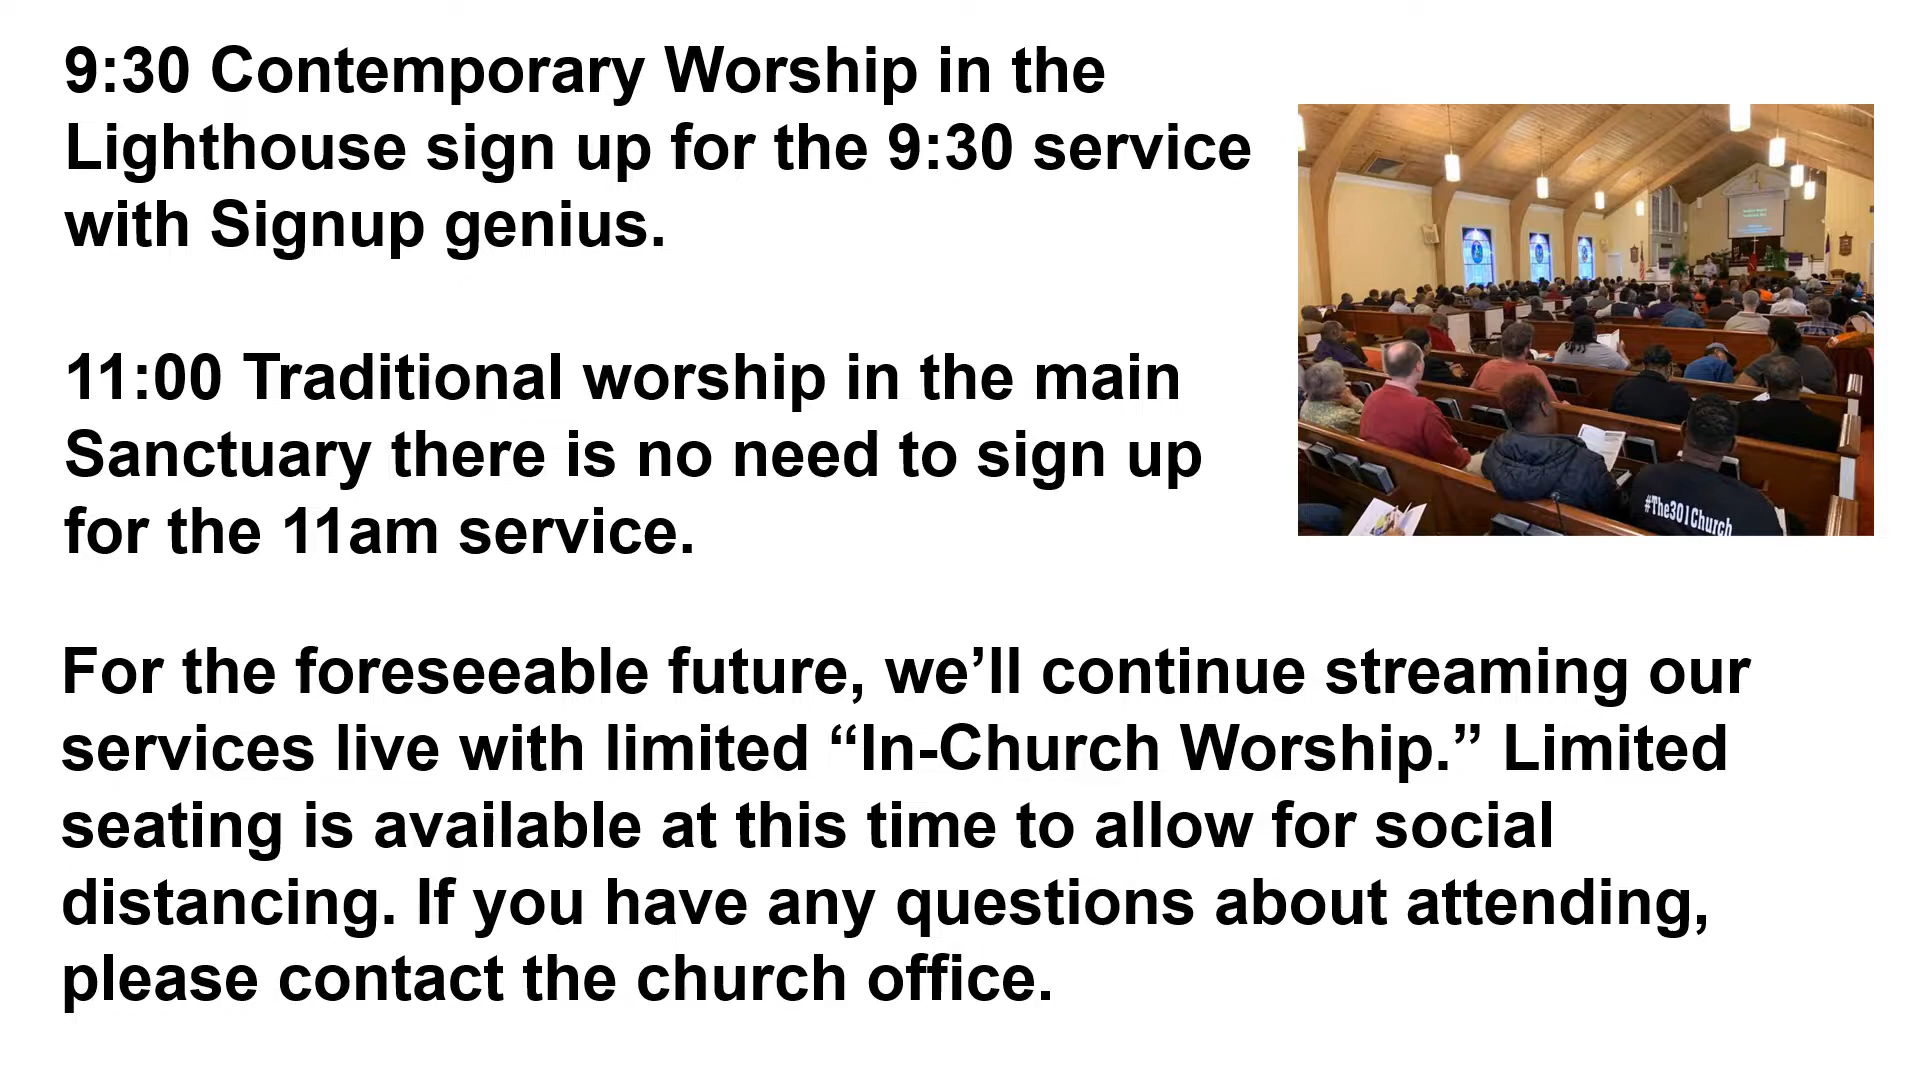 9:30 Contemporary Worship in the
Lighthouse sign up for the 9:30 service
with Signup genius.
11:00 Traditional worship in the main
Sanctuary there is no need to sign up
for the 11am service.
#The301Church
For the foreseeable future, we’ll continue streaming our
services live with limited “In-Church Worship.” Limited
seating is available at this time to allow for social
distancing. If you have any questions about attending,
please contact the church office.